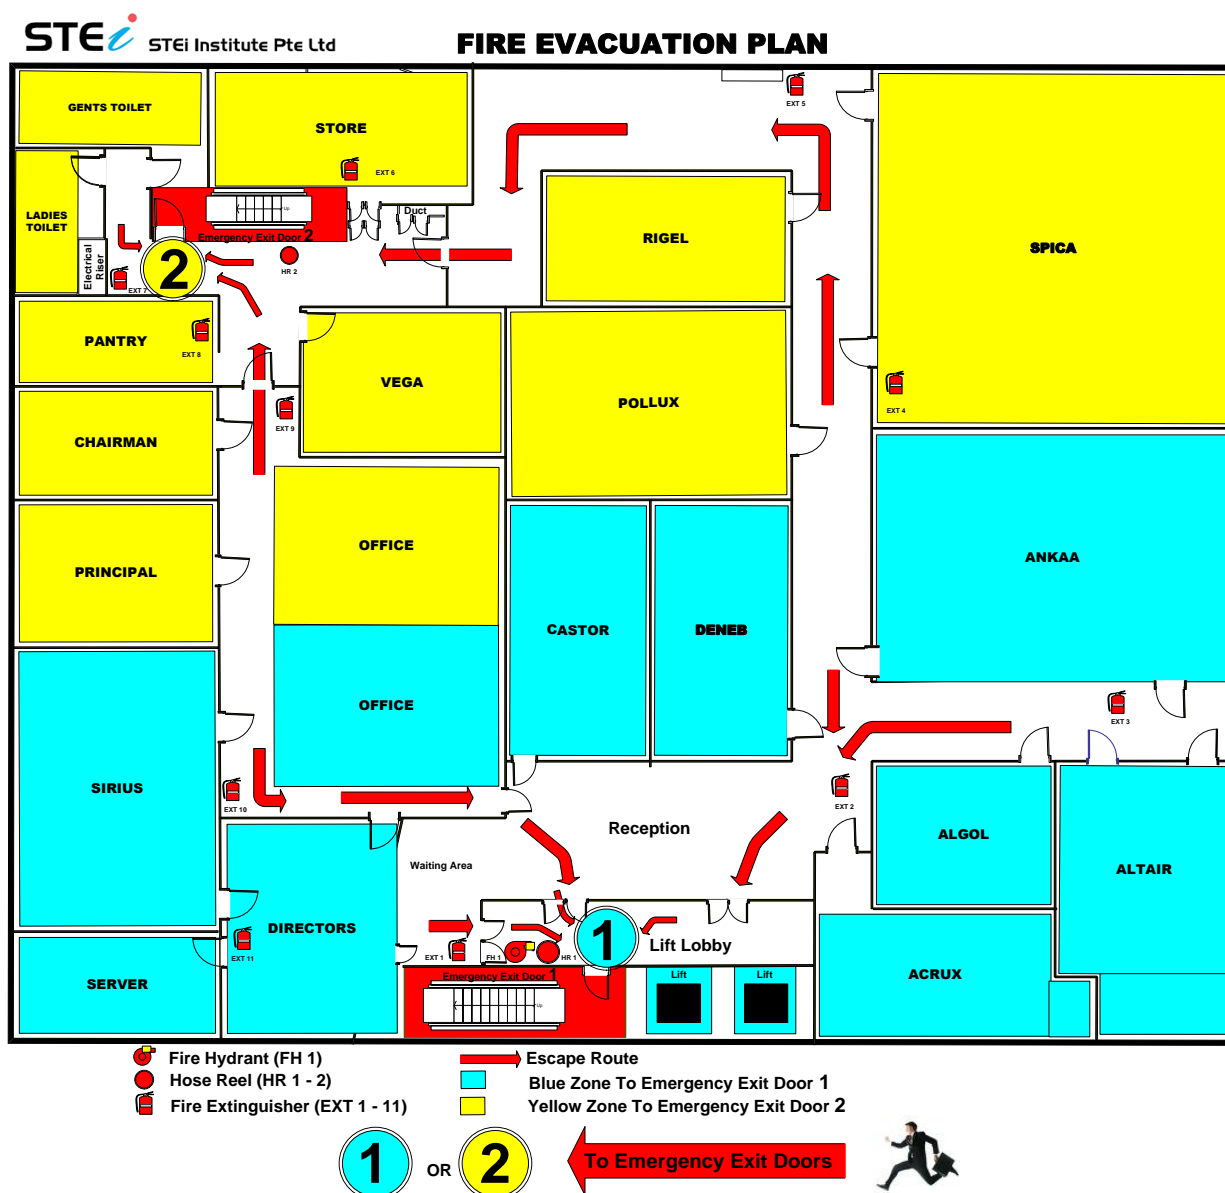 STEi STEi Institute Pte Ltd
FIRE EVACUATION PLAN
GENTS TOILET
STORE
EXT 5
EXT 6
LADIES
TOILET
Up
Duct
Emergency Exit Door 2
RIGEL
SPICA
Electrical
Riser
2
HR 2
EXT 7
PANTRY
EXT 8
VEGA
POLLUX
EXT 4
CHAIRMAN
EXT 9
PRINCIPAL
OFFICE
ANKAA
CASTOR
DENEB
OFFICE
EXT 3
SIRIUS
EXT 10
EXT 2
Reception
ALGOL
Waiting Area
ALTAIR
DIRECTORS
1
Lift Lobby
EXT 1
FH 1
HR 1
EXT 11
SERVER
Emergency Exit Door 1
Up
Lift
Lift
ACRUX
Fire Hydrant (FH 1)
Hose Reel (HR 1 - 2)
Fire Extinguisher (EXT 1 - 11)
Escape Route
Blue Zone To Emergency Exit Door 1
Yellow Zone To Emergency Exit Door 2
1 OR 2
To Emergency Exit Doors